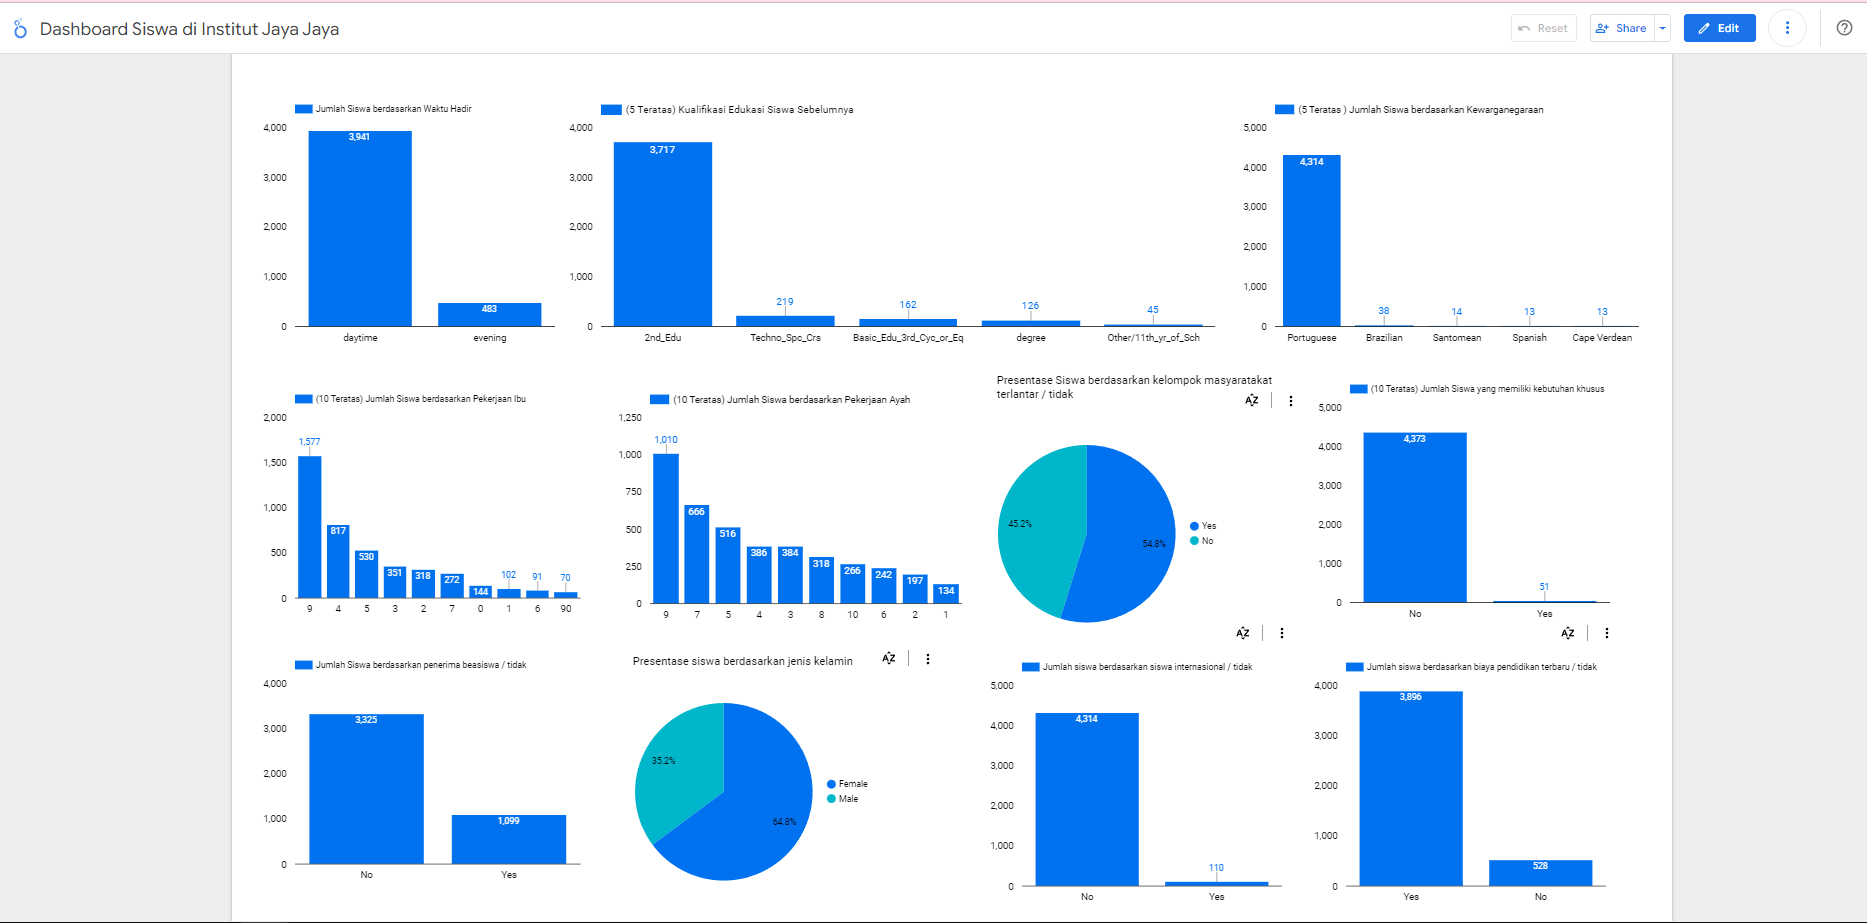 Dashboard Siswa di Institut Jaya Jaya
Reset
Share
Edit
Jumlah Siswa berdasarkan Waktu Hadir
4,000
3,000
2,000
1,000
0
3,941
483
daytime
evening
(5 Teratas) Kualifikasi Edukasi Siswa Sebelumnya
4,000
3,000
2,000
1,000
0
3,717
219
162
126
45
2nd_Edu
Techno_Spc_Crs
Basic_Edu_3rd_Cyc_or_Eq
degree
Other/11th_yr_of_Sch
(5 Teratas ) Jumlah Siswa berdasarkan Kewarganegaraan
5,000
4,000
3,000
2,000
1,000
0
4,314
38
14
13
13
Portuguese
Brazilian
Santomean
Spanish
Cape Verdean
(10 Teratas) Jumlah Siswa berdasarkan Pekerjaan Ibu
2,000
1,500
1,000
500
0
1,577
817
530
351
318
272
144
102
91
70
9
4
5
3
2
7
0
1
6
90
(10 Teratas) Jumlah Siswa berdasarkan Pekerjaan Ayah
1,250
1,000
750
500
250
0
1,010
666
516
386
384
318
266
242
197
134
9
7
5
4
3
8
10
6
2
1
Presentase Siswa berdasarkan kelompok masyaratakat
terlantar / tidak
AZ
45.2%
54.8%
Yes
No
(10 Teratas) Jumlah Siswa yang memiliki kebutuhan khusus
5,000
4,000
3,000
2,000
1,000
0
4,373
51
No
Yes
Jumlah Siswa berdasarkan penerima beasiswa / tidak
4,000
3,000
2,000
1,000
0
3,325
1,099
No
Yes
Presentase siswa berdasarkan jenis kelamin
AZ
35.2%
64.8%
Female
Male
AZ
Jumlah siswa berdasarkan siswa internasional / tidak
5,000
4,000
3,000
2,000
1,000
0
4,314
110
No
Yes
AZ
Jumlah siswa berdasarkan biaya pendidikan terbaru / tidak
4,000
3,000
2,000
1,000
0
3,896
528
Yes
No